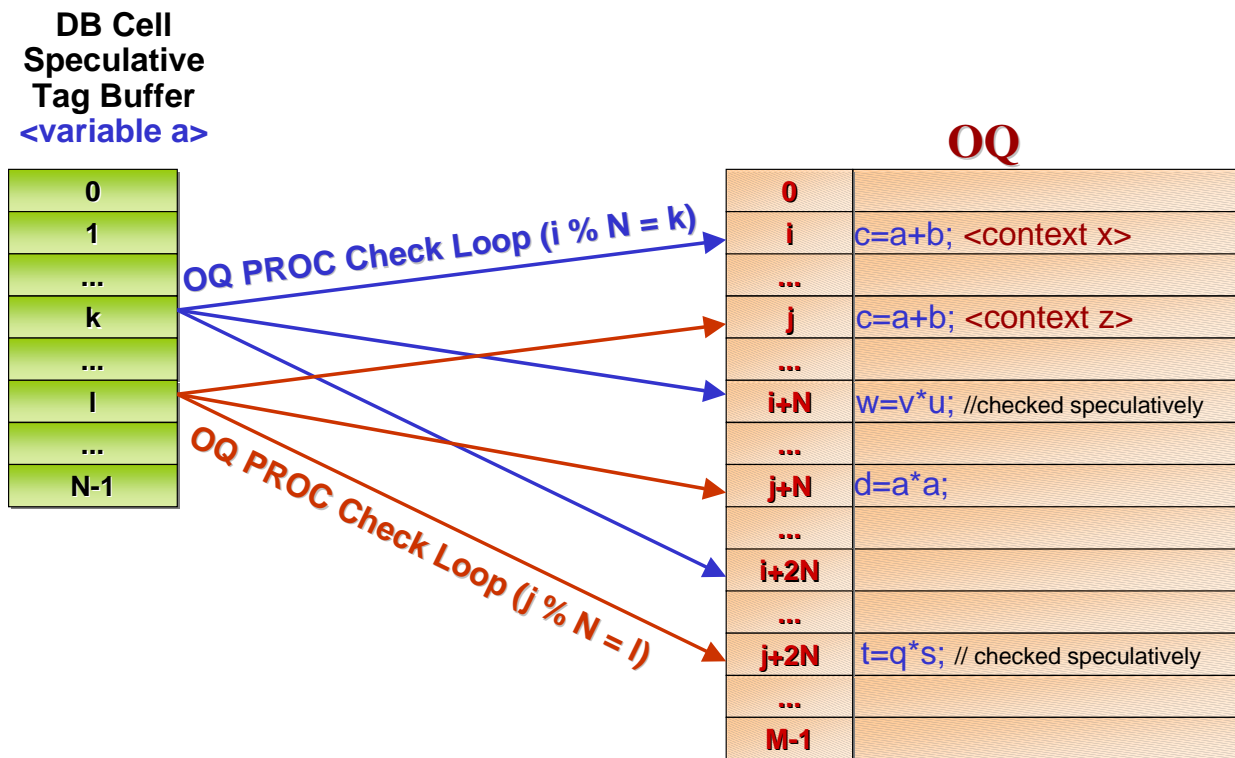 DB Cell
Speculative
Tag Buffer
<variable a>
0
1
...
k
...
l
...
N-1
OQ PROC Check Loop (i % N = k)
OQ PROC Check Loop (j % N = l)
OQ
0
i c=a+b; <context x>
...
j c=a+b; <context z>
...
i+N w=v*u; //checked speculatively
...
j+N d=a*a;
...
i+2N
...
j+2N t=q*s; // checked speculatively
...
M-1